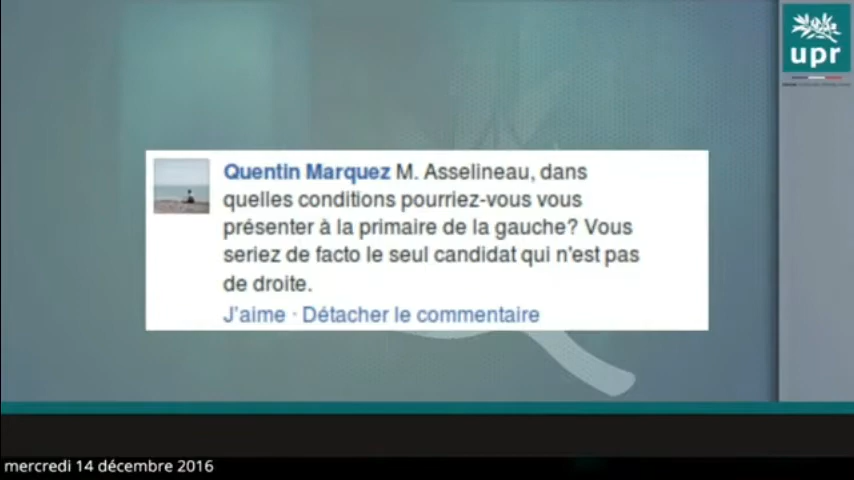 upr
Quentin Marquez M. Asselineau, dans
quelles conditions pourriez-vous vous
présenter à la primaire de la gauche? Vous
seriez de facto le seul candidat qui n'est pas
de droite.
J'aime · Détacher le commentaire
mercredi 14 décembre 2016